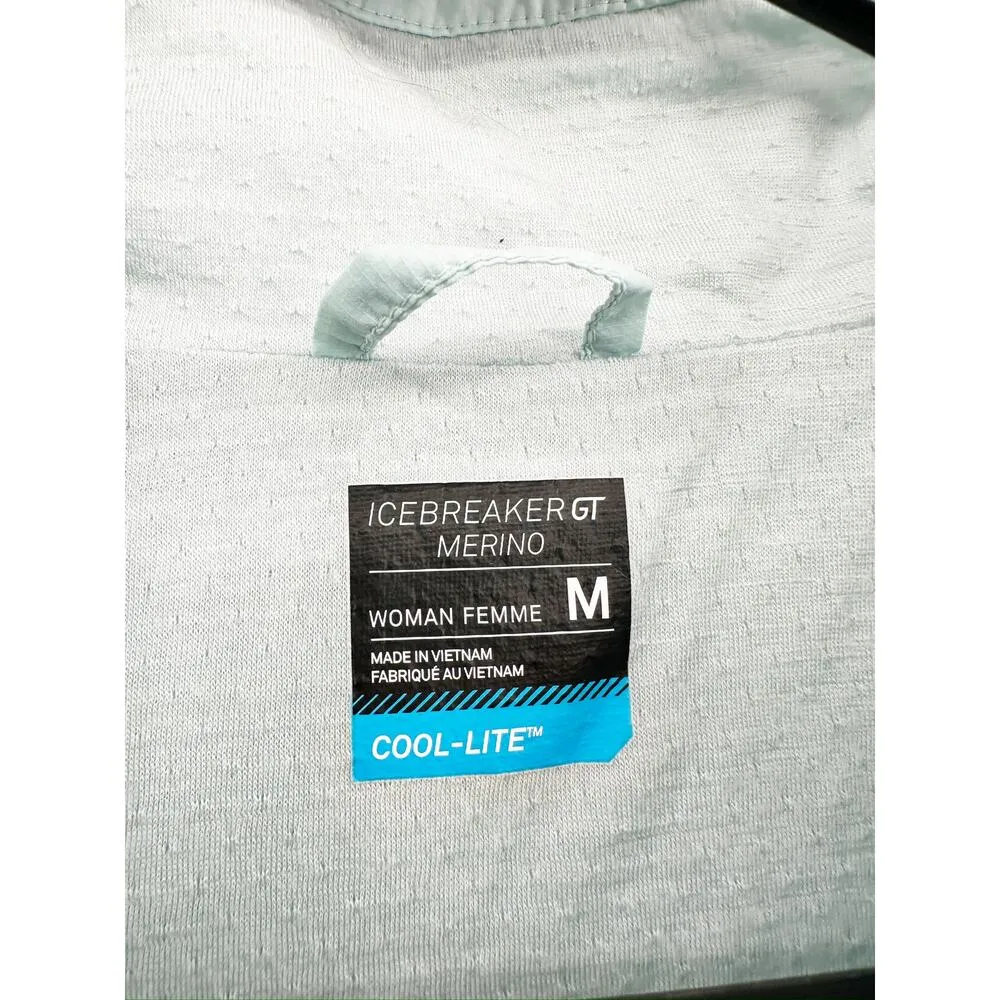 ICEBREAKER GT
MERINO
WOMAN FEMME M
MADE IN VIETNAM
FABRIQUÉ AU VIETNAM
COOL-LITE™